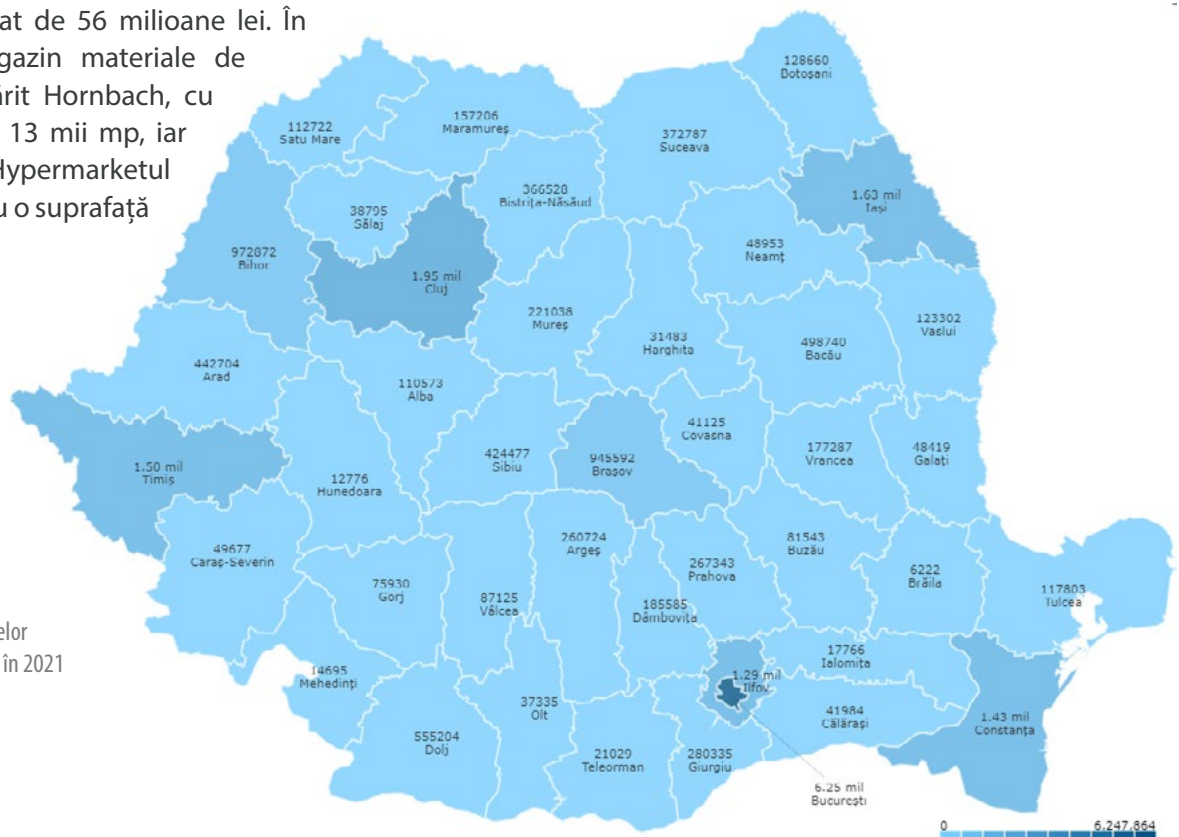 at de 56 milioane lei. În
gazin materiale de
ărit Hornbach, cu
13 mii mp, iar
Hypermarketul
u o suprafață
128660
Dotoșani
112722
Satu Mare
157206
Maramureș
372787
Suceava
366528
Bistrița-Năsăud
1.63 mil
Iași
38795
Sălaj
972872
Bihor
1.95 mil
Cluj
48953
Neamț
221038
Mureș
31483
Harghita
123302
Vaslui
498740
Bacău
442704
Arad
110573
Alba
41125
Covasna
1.50 mil
Timiș
12776
Hunedoara
424477
Sibiu
945592
Brașov
177287
Vrancea
48419
Galați
49677
Caraș-Severin
260724
Argeș
267343
Prahova
81543
Buzău
6222
Brăila
75930
Gorj
87125
Vâlcea
185585
Dâmbovița
117803
Tulcea
elor
în 2021
14695
Mehedinți
17766
Ialomița
1.29 mil
Ilfov
37335
Olt
41984
Călărași
1.43 mil
Constanța
555204
Dolj
21029
Teleorman
280335
Giurgiu
6.25 mil
București
0 6,247,864